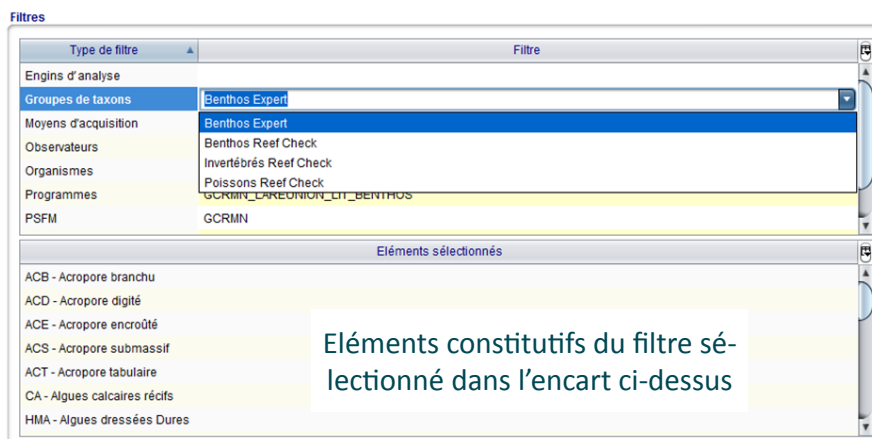 Filtres
Type de filtre Filtre
Engins d'analyse
Groupes de taxons Benthos Expert
Moyens d'acquisition Benthos Expert
Observateurs Benthos Reef Check
Organismes Invertébrés Reef Check
Poissons Reef Check
Programmes GCRMN_LAREUNION_LIT_BENTHOS
PSFM GCRMN
Eléments sélectionnés
ACB - Acropore branchu
ACD - Acropore digité
ACE - Acropore encroûté
ACS - Acropore submassif
ACT - Acropore tabulaire
CA - Algues calcaires récifs
HMA - Algues dressées Dures
Eléments constitutifs du filtre sé-
lectionné dans l'encart ci-dessus